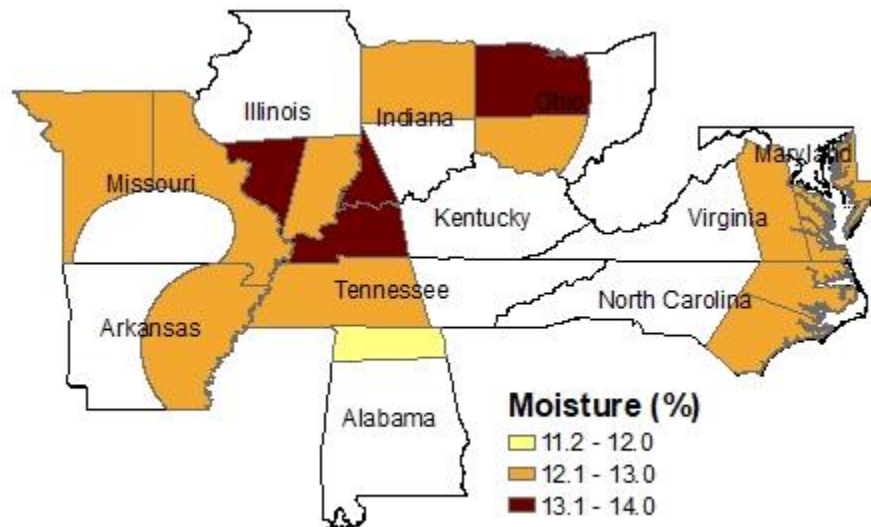 Illinois
Indiana
Ohio
Missouri
Maryland
Kentucky
Virginia
Arkansas
Tennessee
North Carolina
Alabama
Moisture (%)
11.2 - 12.0
12.1 - 13.0
13.1 - 14.0